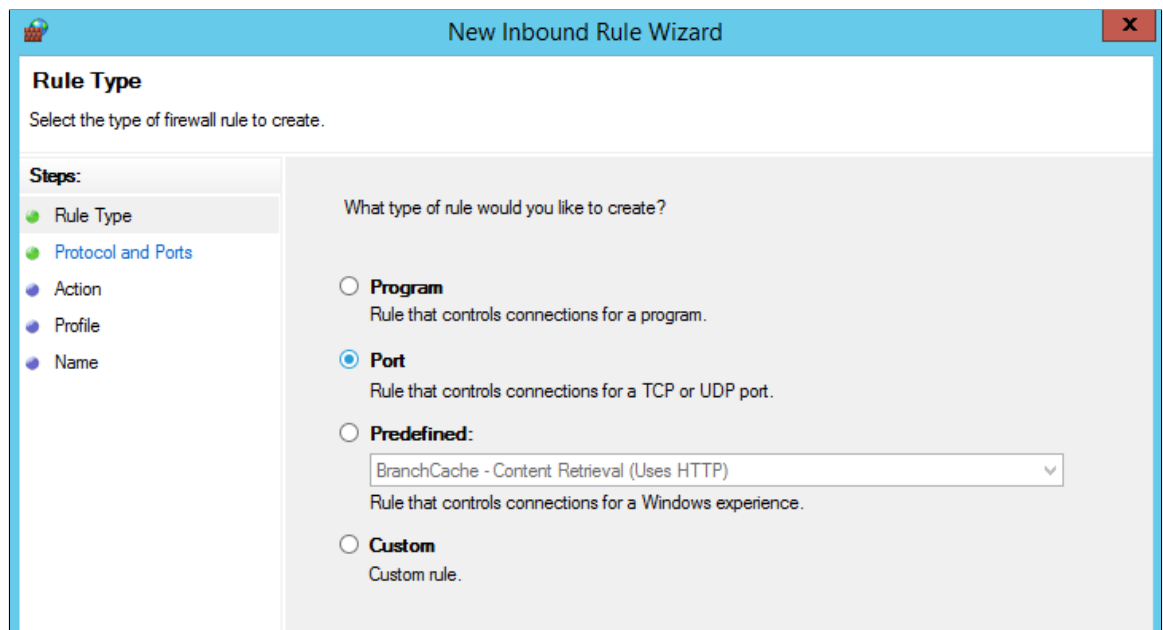 New Inbound Rule Wizard
x
Rule Type
Select the type of firewall rule to create.
Steps:
Rule Type
Protocol and Ports
Action
Profile
Name
What type of rule would you like to create?
Program
Rule that controls connections for a program.
Port
Rule that controls connections for a TCP or UDP port.
Predefined:
BranchCache - Content Retrieval (Uses HTTP)
Rule that controls connections for a Windows experience.
Custom
Custom rule.